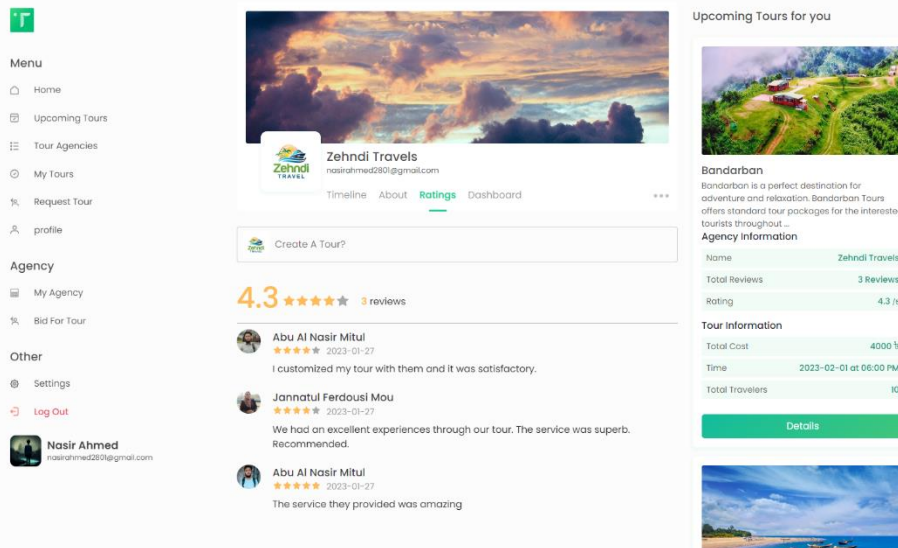 Menu
Home
Upcoming Tours
Tour Agencies
My Tours
Request Tour
profile
Agency
My Agency
Bid For Tour
Other
Settings
Log Out
Nasir Ahmed
nasirahmed2801@gmail.com
Zehndi
TRAVEL
Zehndi Travels
nasirahmed2801@gmail.com
Timeline About Ratings Dashboard
Create A Tour?
4.3 3 reviews
Abu Al Nasir Mitul
2023-01-27
I customized my tour with them and it was satisfactory.
Jannatul Ferdousi Mou
2023-01-27
We had an excellent experiences through our tour. The service was superb.
Recommended.
Abu Al Nasir Mitul
2023-01-27
The service they provided was amazing
Upcoming Tours for you
Bandarban
Bandarban is a perfect destination for
adventure and relaxation. Bandarban Tours
offers standard tour packages for the intereste
tourists throughout ...
Agency Information
Name Zehndi Travels
Total Reviews 3 Reviews
Rating 4.3
Tour Information
Total Cost 4000
Time 2023-02-01 at 06:00 PM
Total Travelers
Details